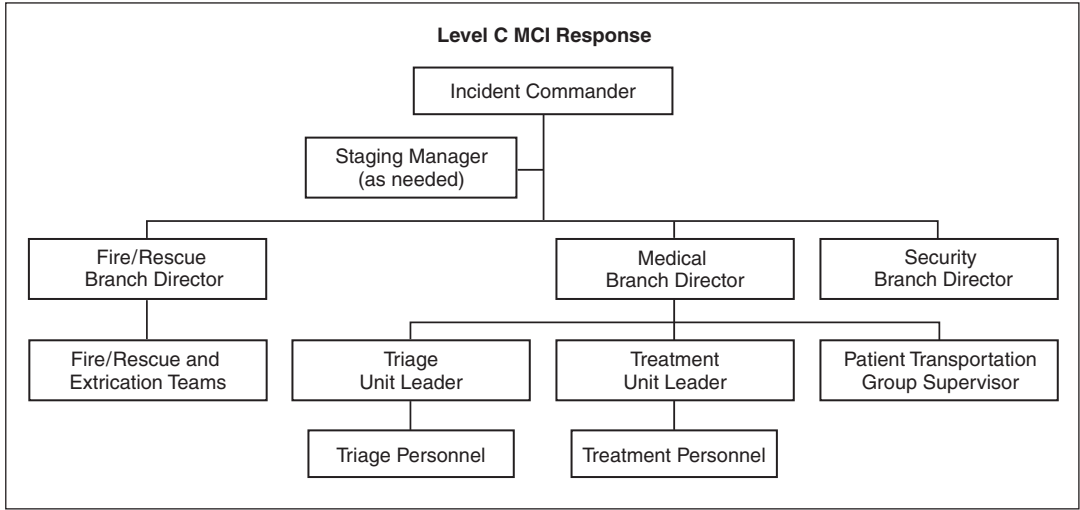 Level C MCI Response
Incident Commander
Staging Manager
(as needed)
Fire/Rescue
Branch Director
Medical
Branch Director
Security
Branch Director
Fire/Rescue and
Extrication Teams
Triage
Unit Leader
Treatment
Unit Leader
Patient Transportation
Group Supervisor
Triage Personnel
Treatment Personnel